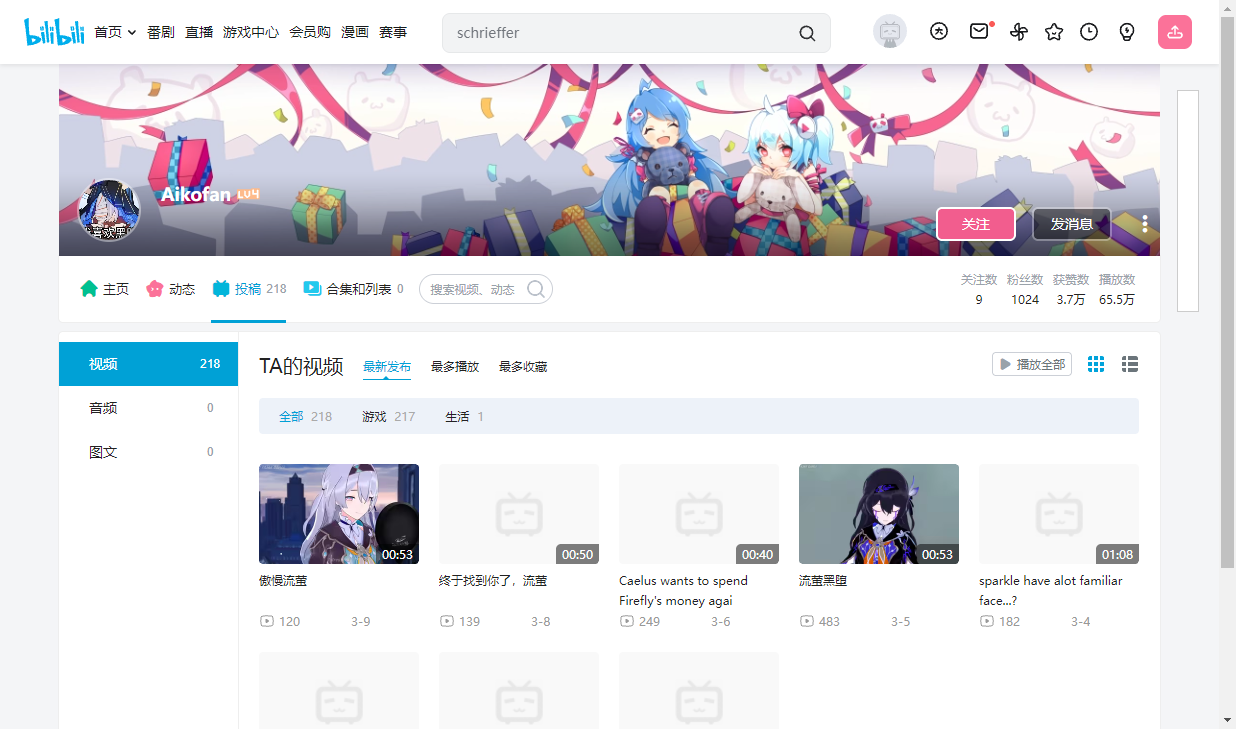 bilibili 首页 番剧 直播 游戏中心 会员购 漫画 赛事 schrieffer
Aikofan LV4
喜欢黑
关注 发消息
主页 动态 投稿 218 合集和列表 0 搜索视频、动态
关注数 粉丝数 获赞数 播放数
9 1024 3.7万 65.5万
视频 218
音频 0
图文 0
TA的视频 最新发布 最多播放 最多收藏 播放全部
全部 218 游戏 217 生活 1
00:53 00:50 00:40 00:53 01:08
傲慢流萤
120 3-9
终于找到你了，流萤
139 3-8
Caelus wants to spend
Firefly's money agai
249 3-6
流萤黑堕
483 3-5
sparkle have alot familiar
face...?
182 3-4